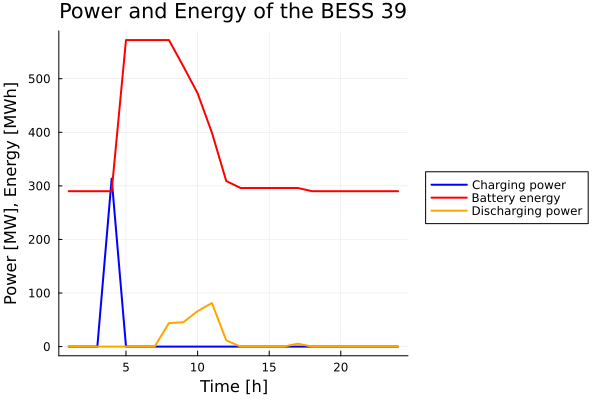 Power and Energy of the BESS 39
Power [MW], Energy [MWh]
500
400
300
200
100
0
5 10 15 20
Time [h]
Charging power
Battery energy
Discharging power